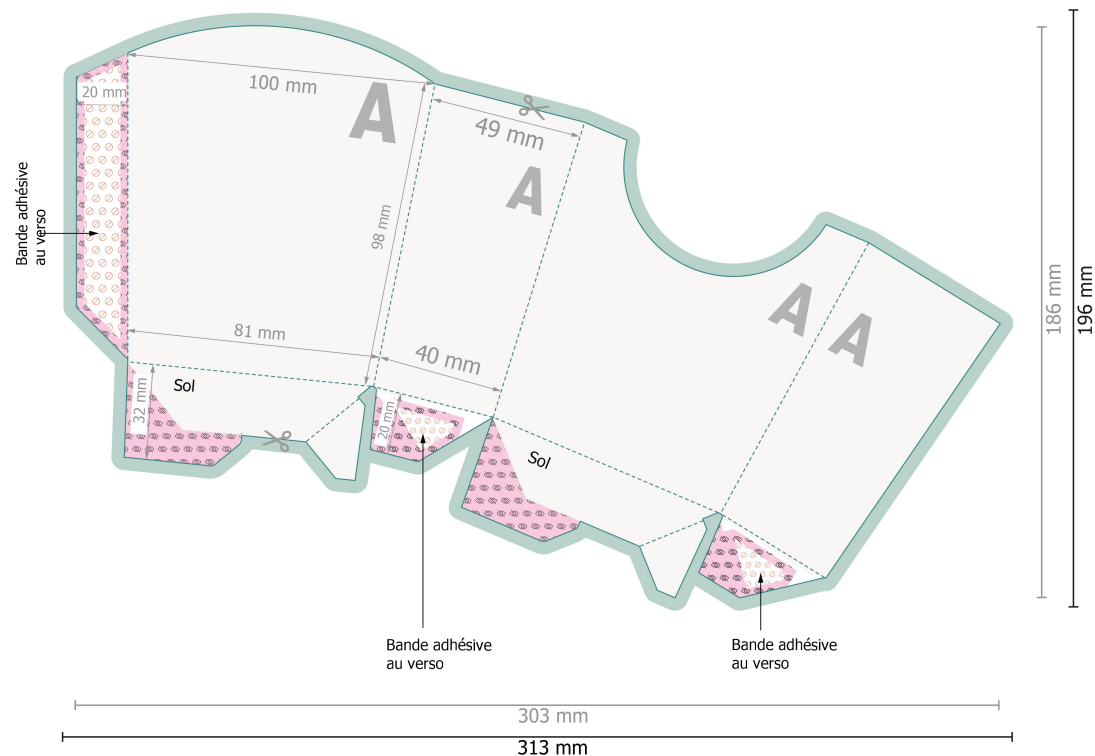 100 mm
20 mm
A
49 mm
A
98 mm
Bande adhésive
au verso
81 mm
40 mm
A
A
186 mm
196 mm
Sol
32 mm
20 mm
Sol
Bande adhésive
au verso
Bande adhésive
au verso
303 mm
313 mm